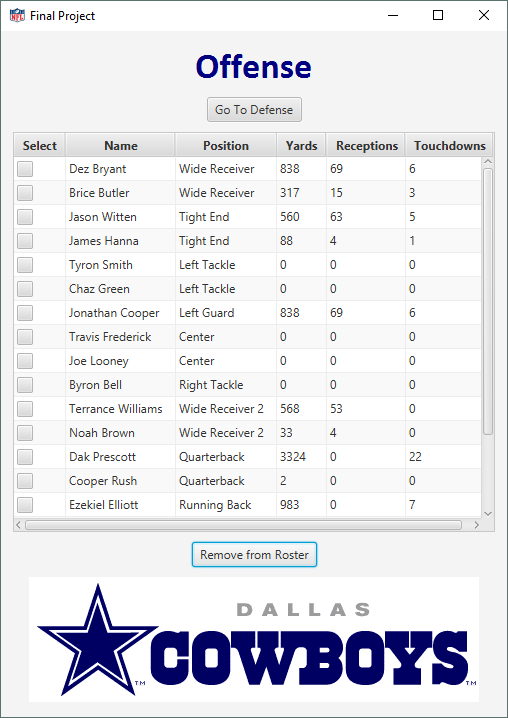 NFL Final Project
Offense
Go To Defense
Select Name Position Yards Receptions Touchdowns
Dez Bryant Wide Receiver 838 69 6
Brice Butler Wide Receiver 317 15 3
Jason Witten Tight End 560 63 5
James Hanna Tight End 88 4 1
Tyron Smith Left Tackle 0 0 0
Chaz Green Left Tackle 0 0 0
Jonathan Cooper Left Guard 838 69 6
Travis Frederick Center 0 0 0
Joe Looney Center 0 0 0
Byron Bell Right Tackle 0 0 0
Terrance Williams Wide Receiver 2 568 53 0
Noah Brown Wide Receiver 2 33 4 0
Dak Prescott Quarterback 3324 0 22
Cooper Rush Quarterback 2 0 0
Ezekiel Elliott Running Back 983 0 7
Remove from Roster
DALLAS
TM COWBOYS TM